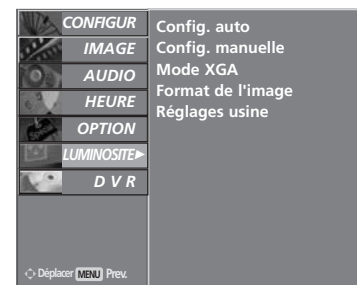 CONFIGUR
IMAGE
AUDIO
HEURE
OPTION
LUMINOSITE
D V R
Config. auto
Config. manuelle
Mode XGA
Format de l'image
Réglages usine
Déplacer MENU Prev.